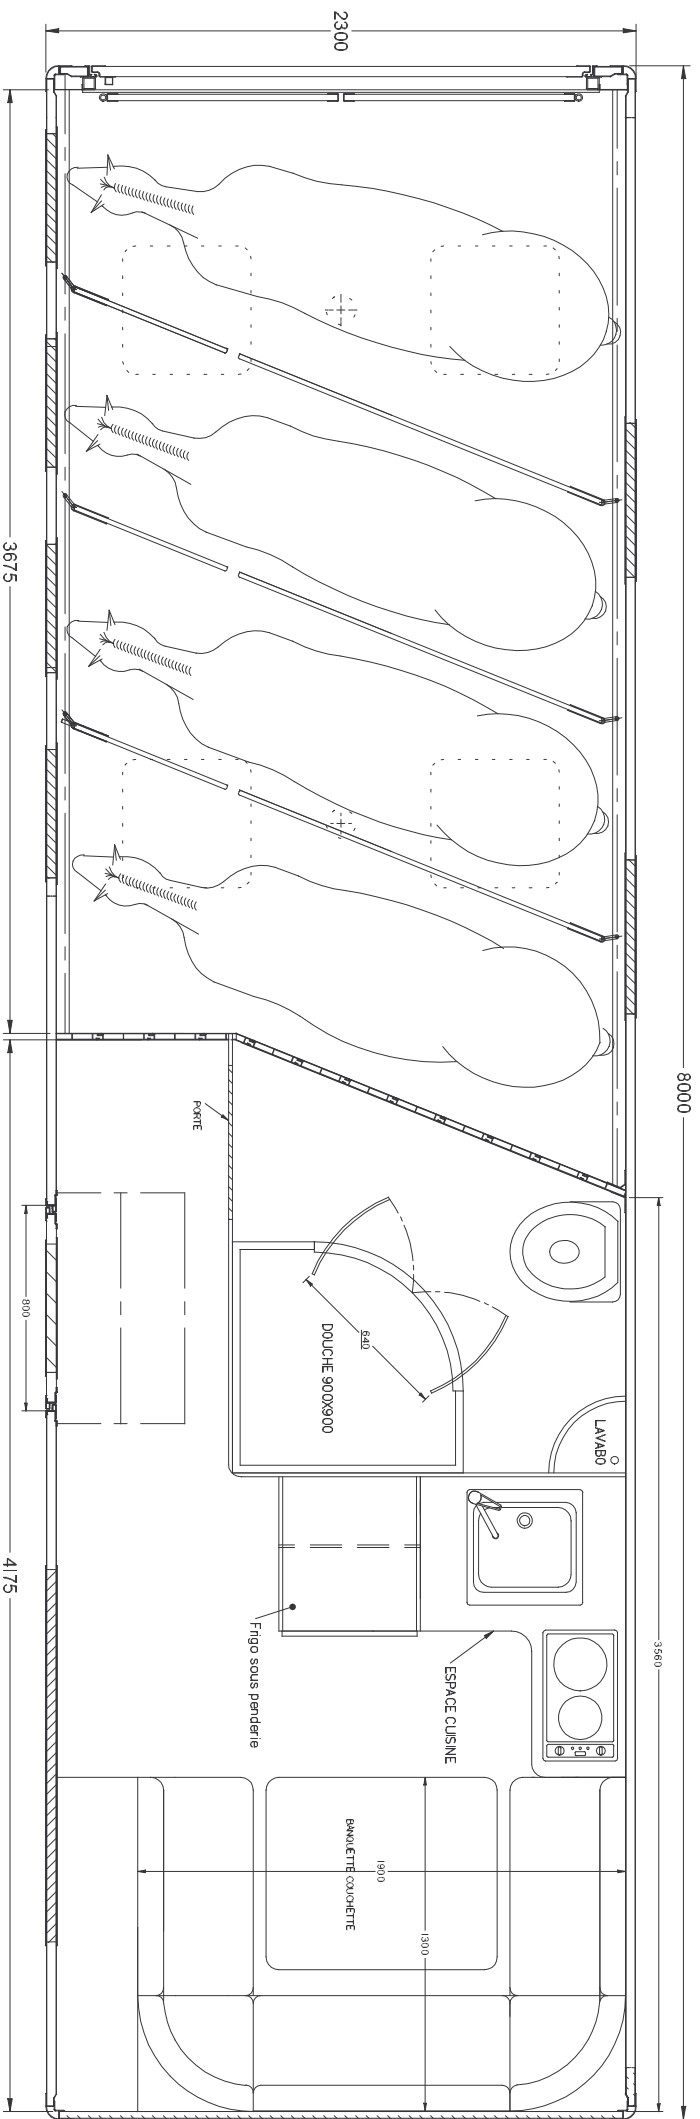 2300
8000
3675
PORTE
800
640
DOUCHE 900X900
LAVABO
4175
3560
Frigo sous penderie
ESPACE CUISINE
BANQUETTE COUCHETTE
1900
1300